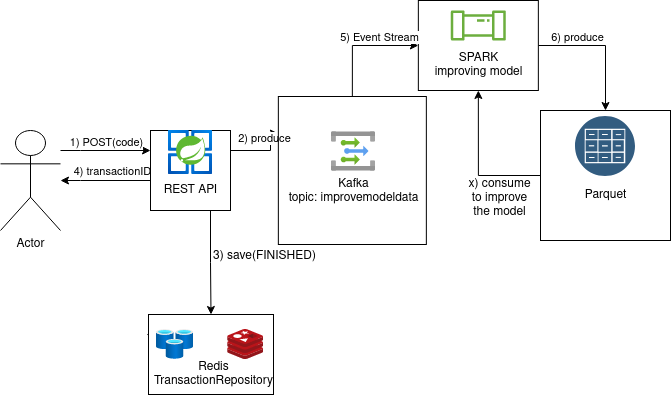 5) Event Stream
6) produce
SPARK
improving model
1) POST(code)
2) produce
4) transactionID
REST API
Kafka
topic: improvemodeldata
x) consume
to improve
the model
Parquet
Actor
3) save(FINISHED)
Redis
TransactionRepository